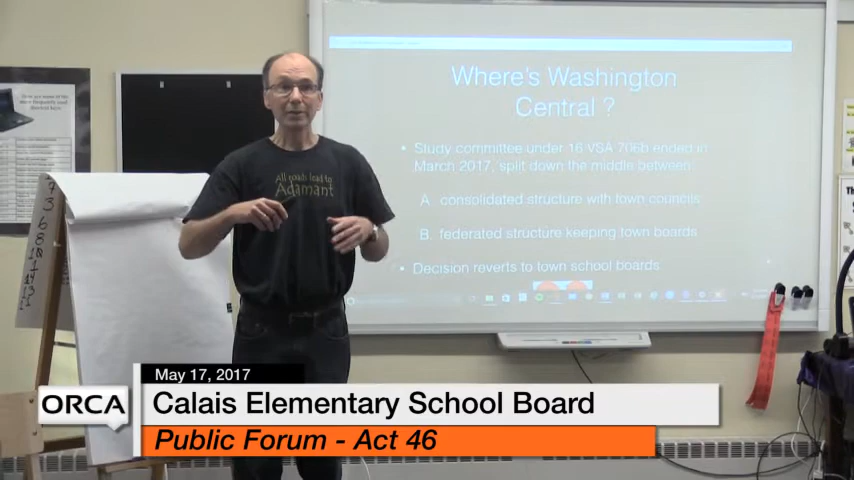 Where's Washington
Central ?
• Study committee under 16 VSA 706b ended in
March 2017, split down the middle between:
A. consolidated structure with town councils
B. federated structure keeping town boards
• Decision reverts to town school boards
All roads lead to
Adamant
May 17, 2017
ORCA
Calais Elementary School Board
Public Forum - Act 46